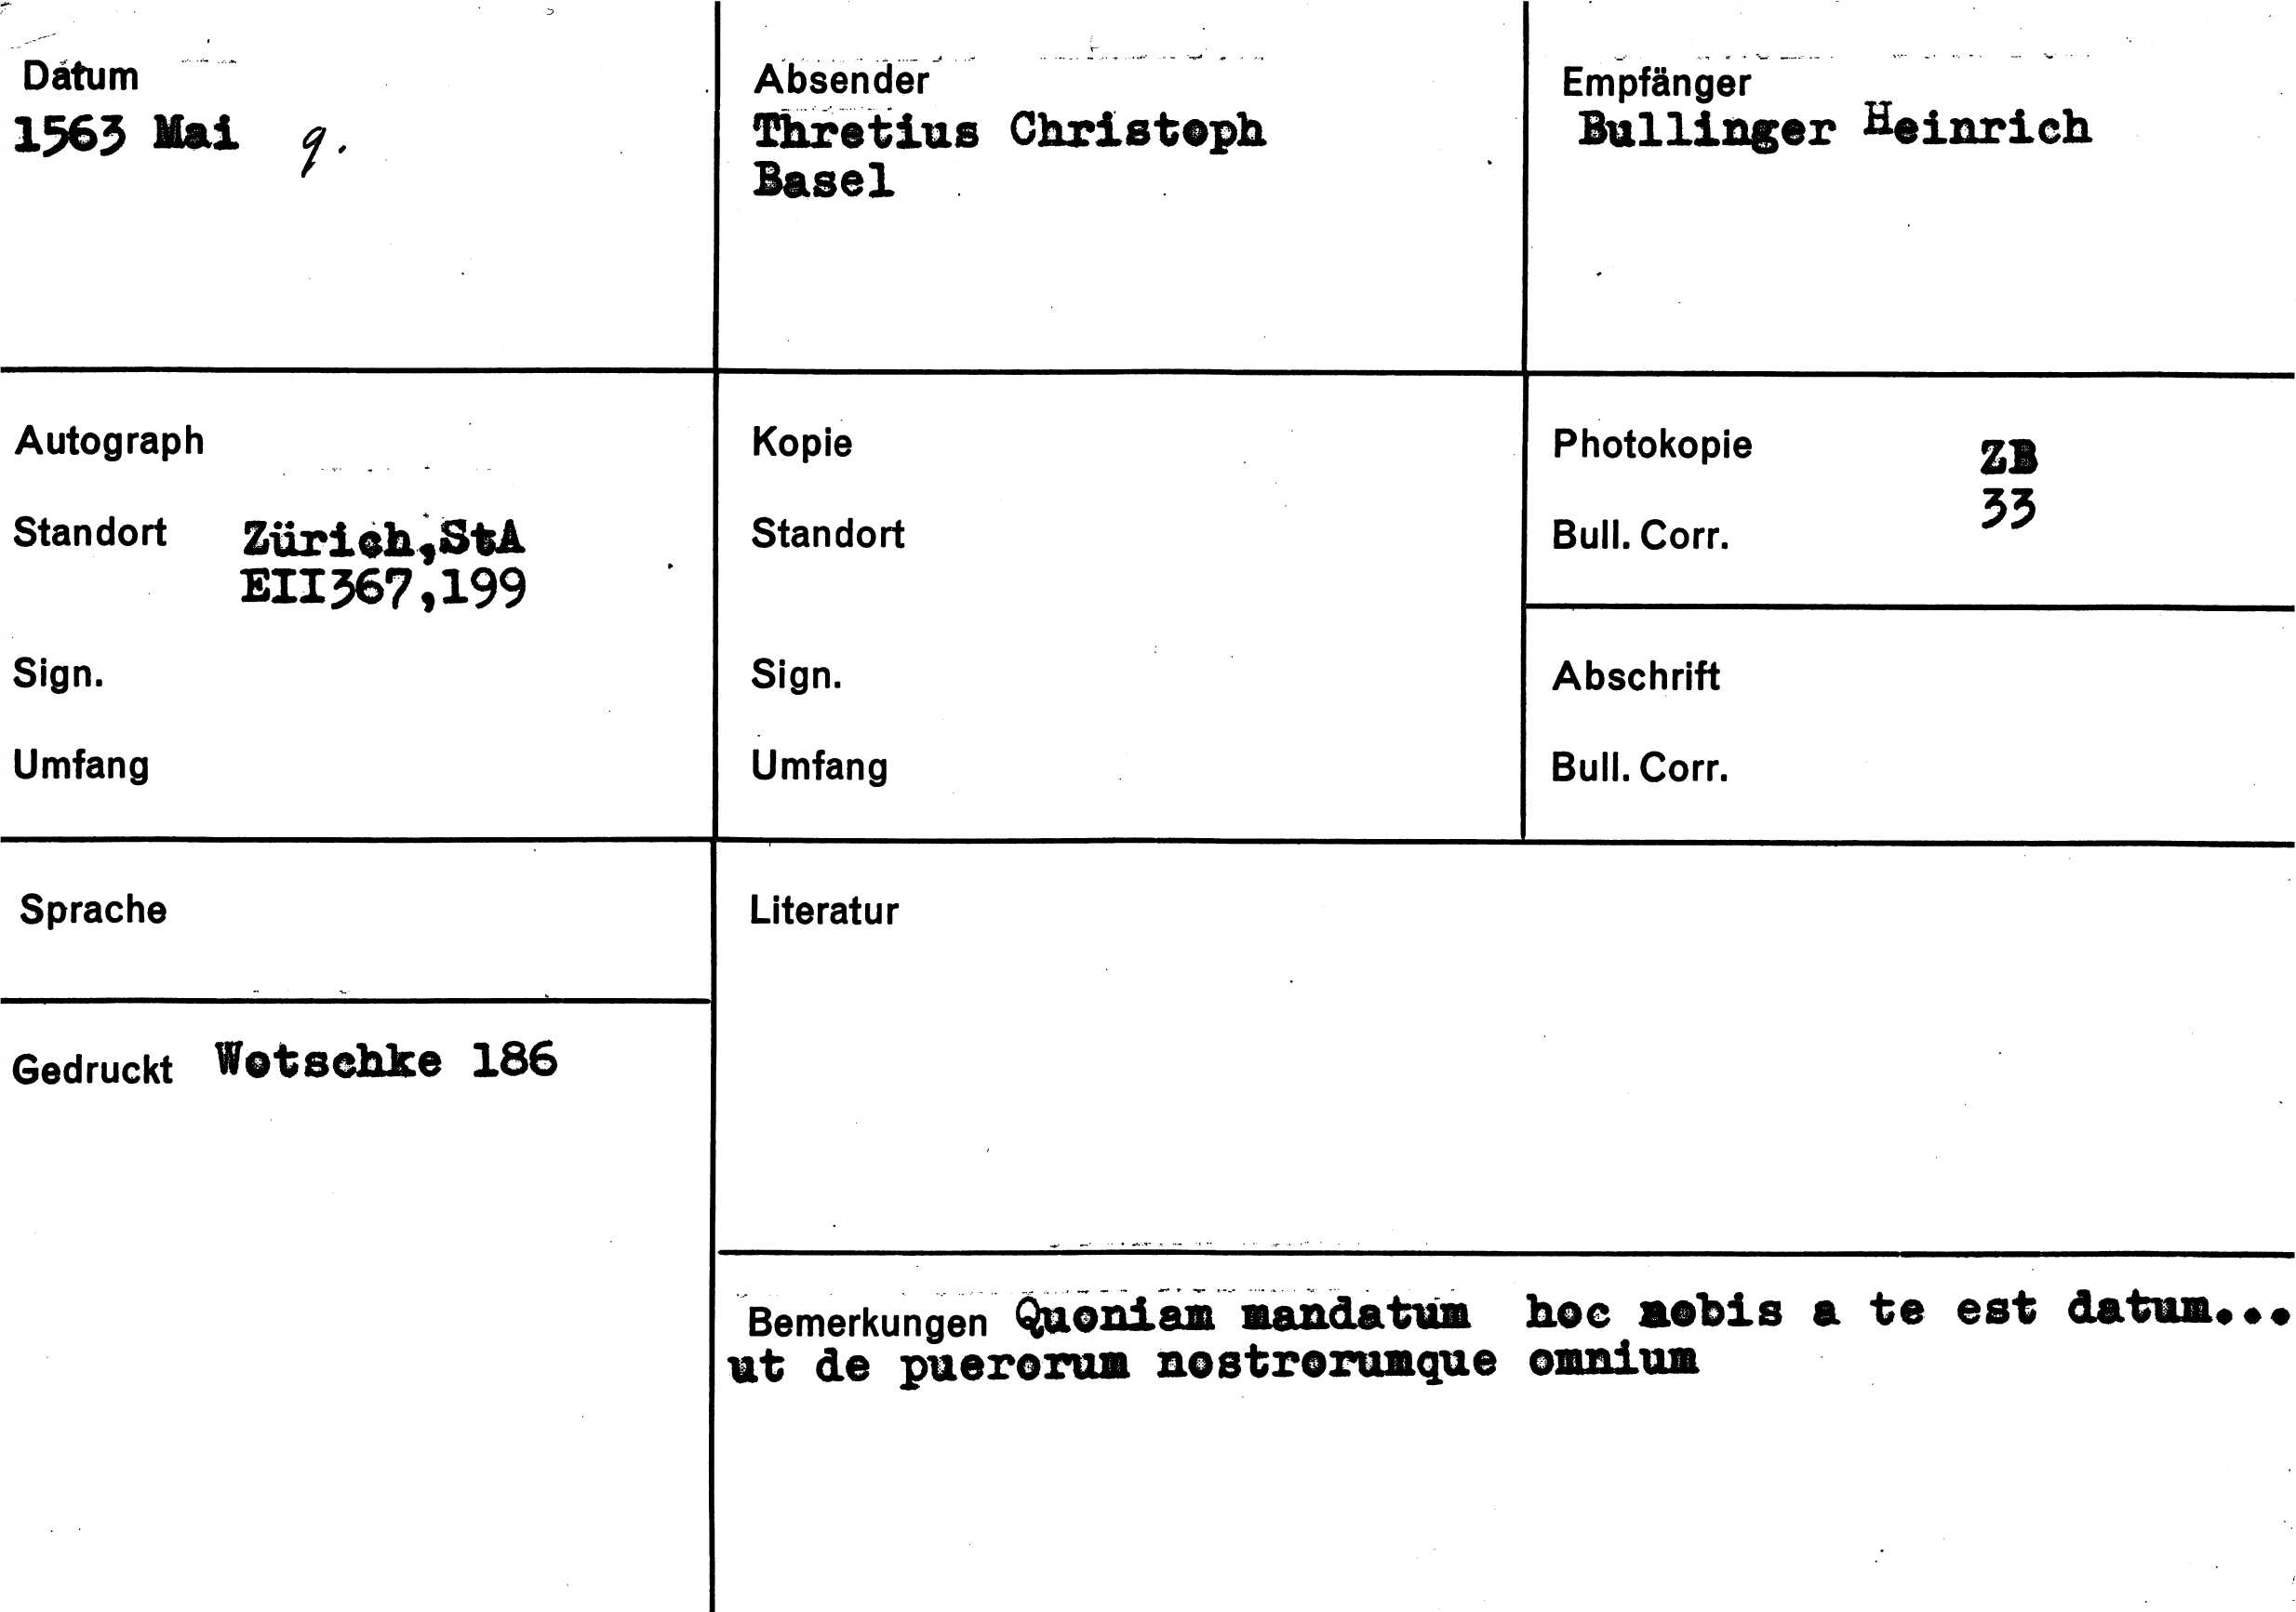 Datum
1563 Mai 9.
Absender
Thretius Christoph
Basel
Empfänger
Bullinger Heinrich
Autograph
Standort Zürich,StA
EII367,199
Sign.
Umfang
Kopie
Standort
Sign.
Umfang
Photokopie ZB
Bull. Corr. 33
Abschrift
Bull. Corr.
Sprache
Gedruckt Wotschke 186
Literatur
Bemerkungen Quoniam mandatum hoc nobis a te est datum...
ut de puerorum nostrorumque omnium